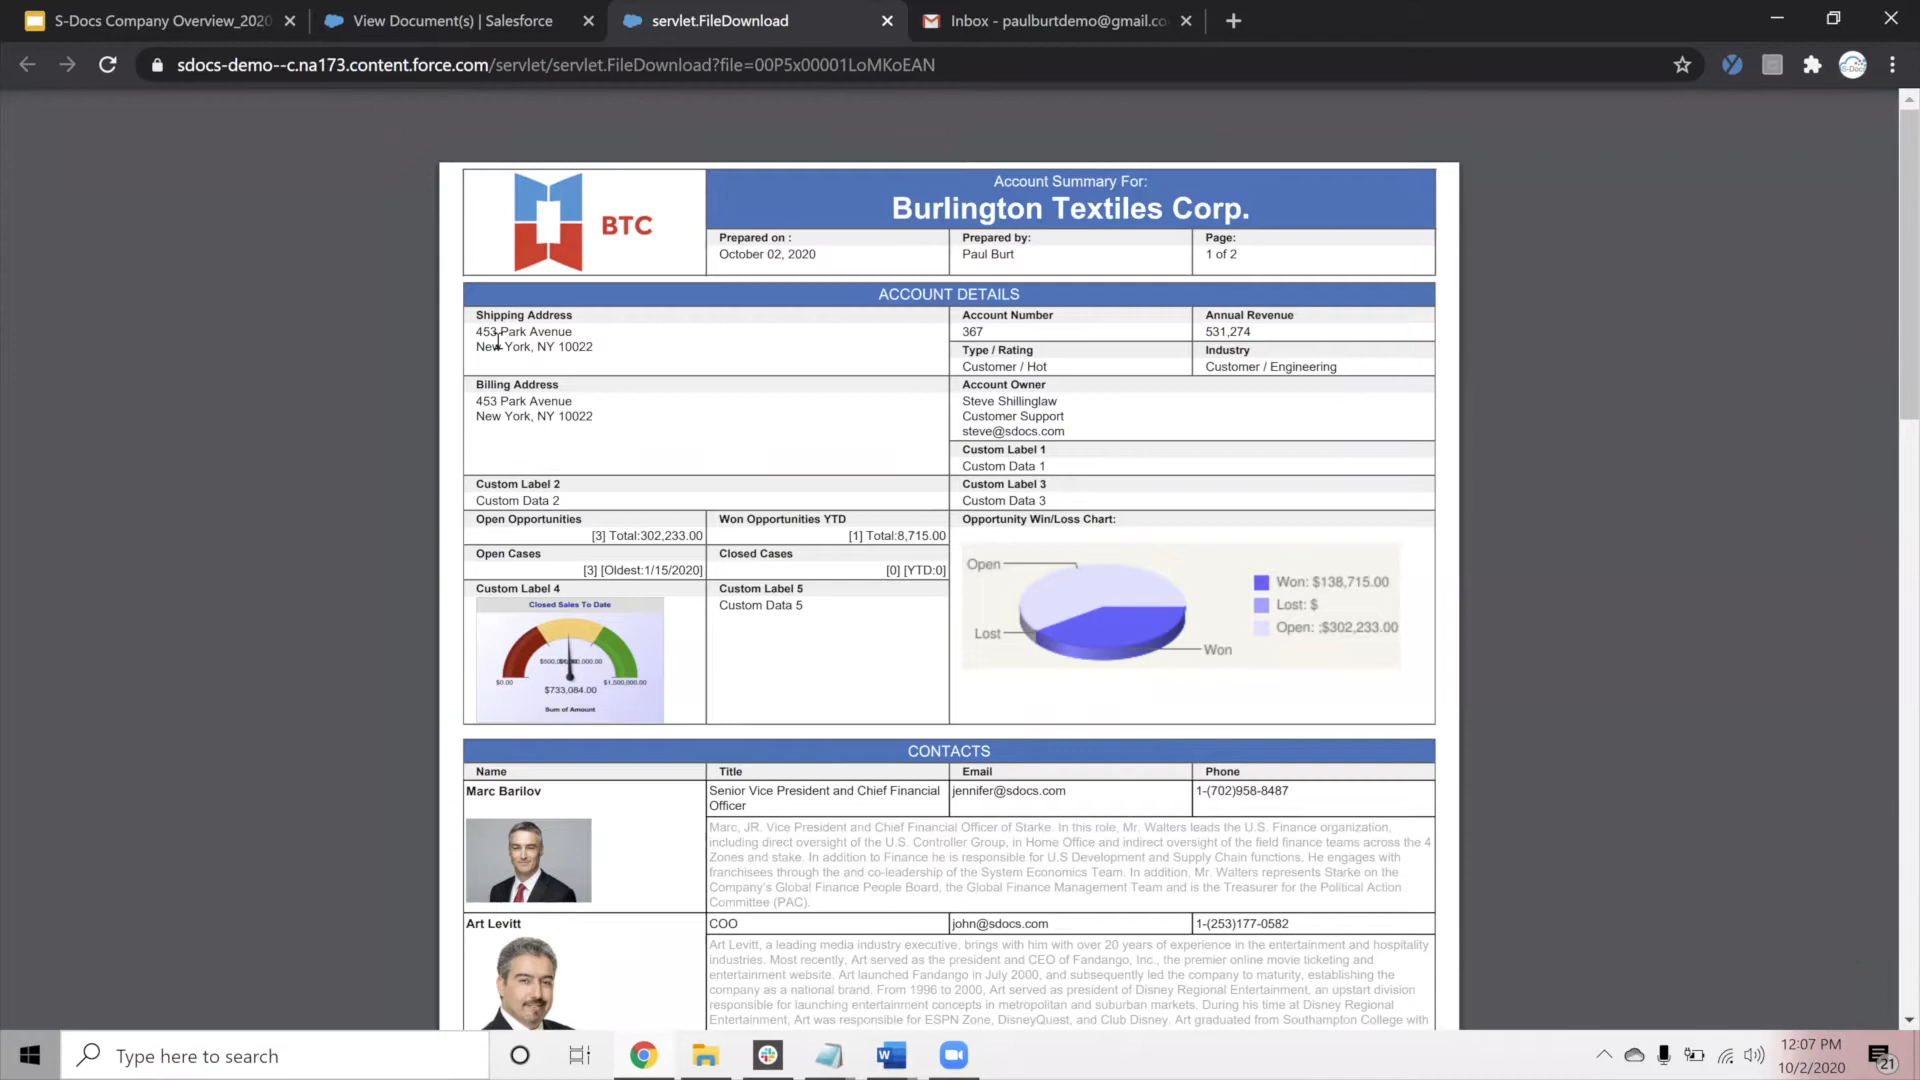 S-Docs Company Overview_2020
View Document(s) | Salesforce
servlet.FileDownload
Inbox - paulburtdemo@gmail.co
sdocs-demo--c.na173.content.force.com/servlet/servlet.FileDownload?file=00P5x00001LoMKoEAN
BTC
Account Summary For:
Burlington Textiles Corp.
Prepared on :
October 02, 2020
Prepared by:
Paul Burt
Page:
1 of 2
ACCOUNT DETAILS
Shipping Address
453 Park Avenue
New York, NY 10022
Account Number
367
Annual Revenue
531,274
Type / Rating
Customer / Hot
Industry
Customer / Engineering
Billing Address
453 Park Avenue
New York, NY 10022
Account Owner
Steve Shillinglaw
Customer Support
steve@sdocs.com
Custom Label 1
Custom Data 1
Custom Label 2
Custom Data 2
Custom Label 3
Custom Data 3
Open Opportunities
[3] Total:302,233.00
Won Opportunities YTD
[1] Total:8,715.00
Opportunity Win/Loss Chart:
Open Cases
[3] [Oldest:1/15/2020]
Closed Cases
[0] [YTD:0]
Custom Label 4
Closed Sales To Date
$0.00
$1,500,000.00
$733,084.00
Sum of Amount
Custom Label 5
Custom Data 5
Open
Lost
Won
Won: $138,715.00
Lost: $
Open: :$302,233.00
CONTACTS
Name
Title
Email
Phone
Marc Barilov
Senior Vice President and Chief Financial
Officer
jennifer@sdocs.com
1-(702)958-8487
Marc, JR. Vice President and Chief Financial Officer of Starke. In this role, Mr. Walters leads the U.S. Finance organization,
including direct oversight of the U.S. Controller Group, in Home Office and indirect oversight of the field finance teams across the 4
Zones and stake. In addition to Finance he is responsible for U.S Development and Supply Chain functions. He engages with
franchisees through the and co-leadership of the System Economics Team. In addition, Mr. Walters represents Starke on the
Company's Global Finance People Board, the Global Finance Management Team and is the Treasurer for the Political Action
Committee (PAC).
Art Levitt
COO
john@sdocs.com
1-(253)177-0582
Art Levitt, a leading media industry executive, brings with him with over 20 years of experience in the entertainment and hospitality
industries. Most recently, Art served as the president and CEO of Fandango, Inc., the premier online movie ticketing and
entertainment website. Art launched Fandango in July 2000, and subsequently led the company to maturity, establishing the
company as a national brand. From 1996 to 2000, Art served as president of Disney Regional Entertainment, an upstart division
responsible for launching entertainment concepts in metropolitan and suburban markets. During his time at Disney Regional
Entertainment, Art was responsible for ESPN Zone, DisneyQuest, and Club Disney. Art graduated from Southampton College with
Type here to search
12:07 PM
10/2/2020
21